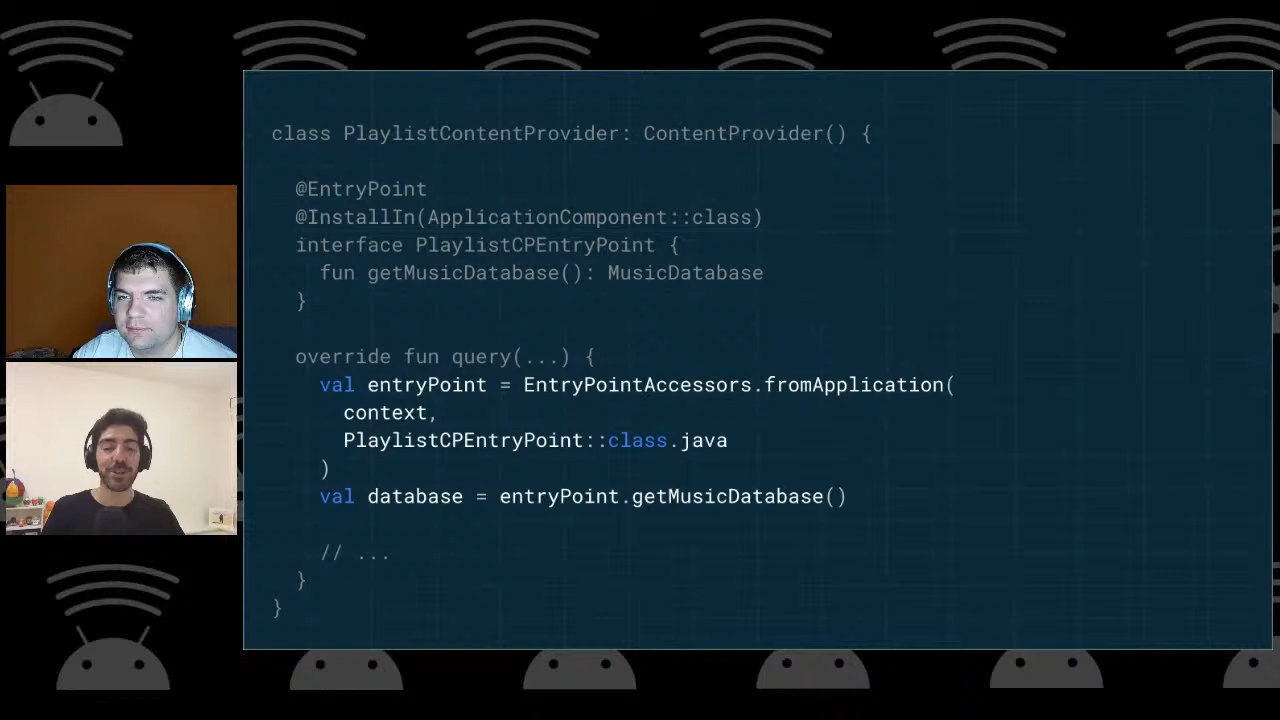 class PlaylistContentProvider: ContentProvider() {
@EntryPoint
@InstallIn(ApplicationComponent::class)
interface PlaylistCPEntryPoint {
fun getMusicDatabase(): MusicDatabase
}
override fun query(...) {
val entryPoint = EntryPointAccessors.fromApplication(
context,
PlaylistCPEntryPoint::class.java
)
val database = entryPoint.getMusicDatabase()
// ...
}
}